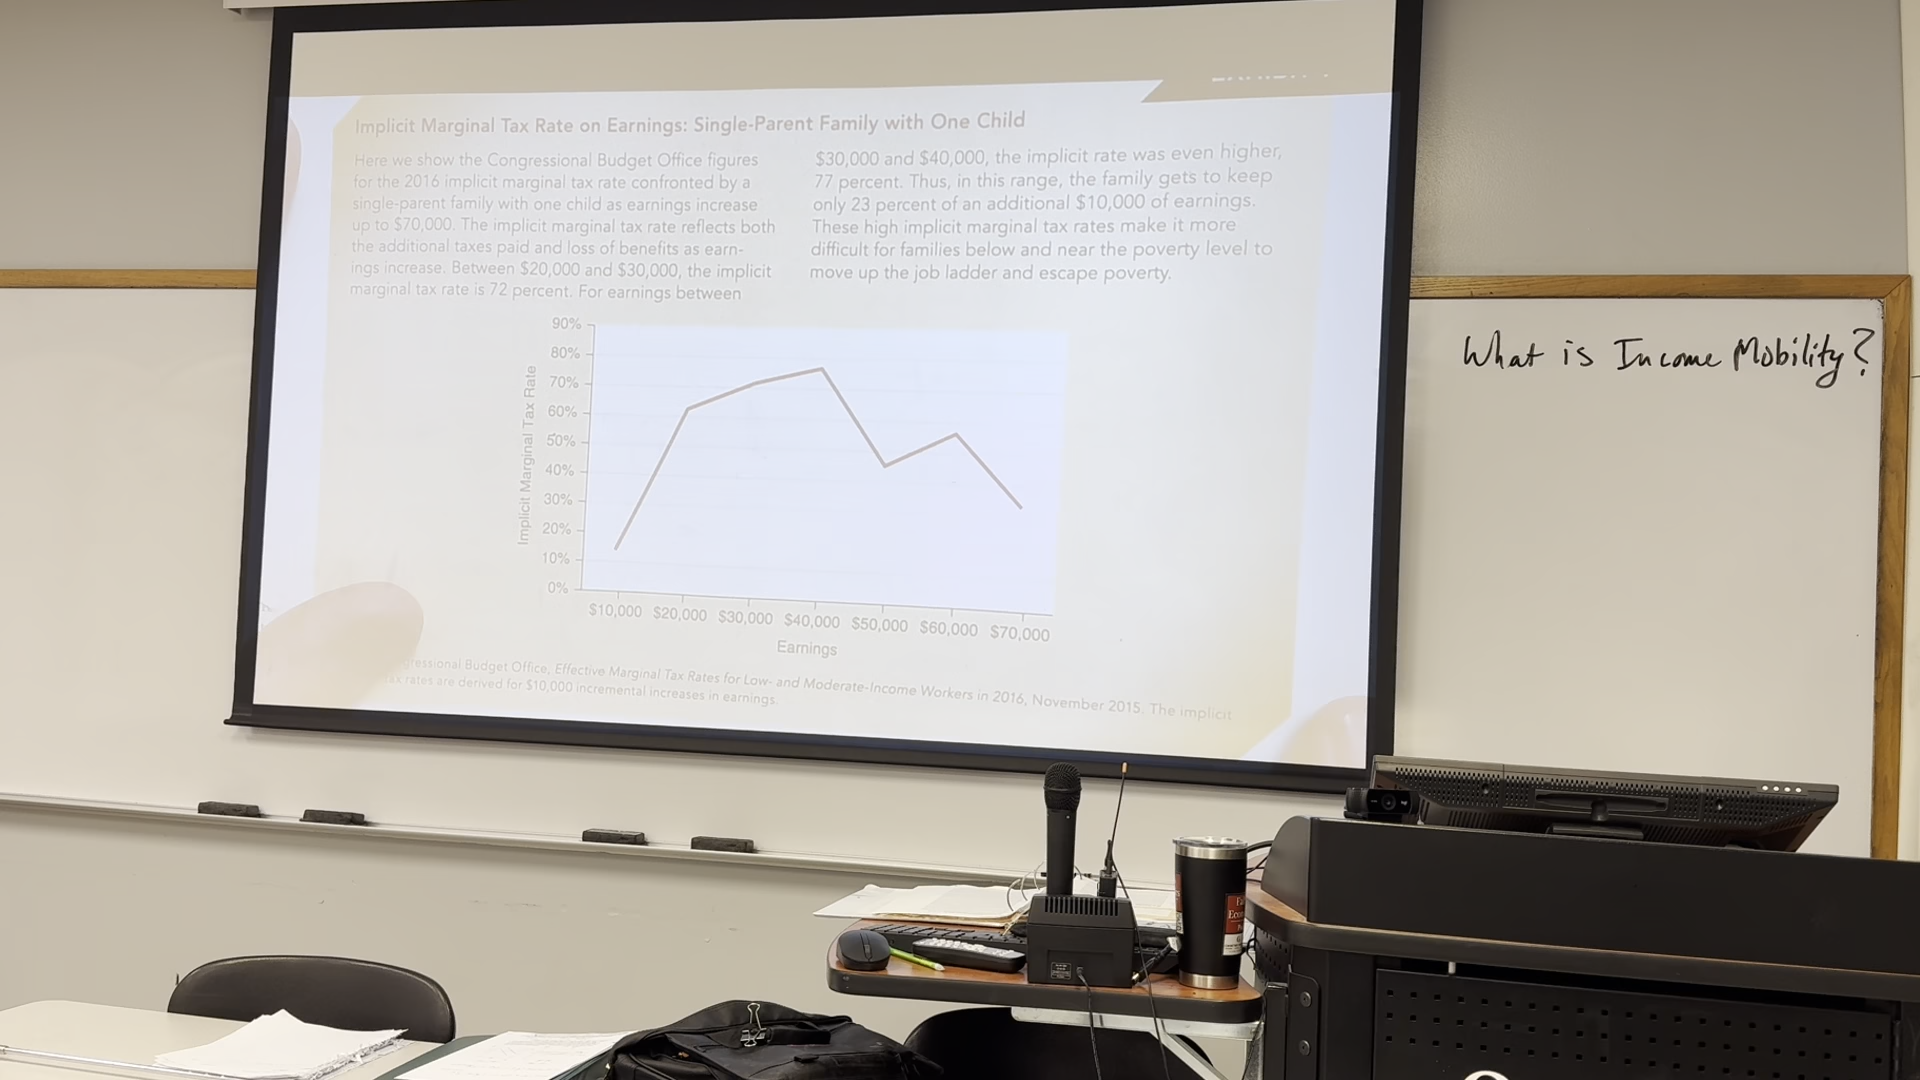 Implicit Marginal Tax Rate on Earnings: Single-Parent Family with One Child
Here we show the Congressional Budget Office figures
for the 2016 implicit marginal tax rate confronted by a
single-parent family with one child as earnings increase
up to $70,000. The implicit marginal tax rate reflects both
the additional taxes paid and loss of benefits as earn-
ings increase. Between $20,000 and $30,000, the implicit
marginal tax rate is 72 percent. For earnings between
$30,000 and $40,000, the implicit rate was even higher,
77 percent. Thus, in this range, the family gets to keep
only 23 percent of an additional $10,000 of earnings.
These high implicit marginal tax rates make it more
difficult for families below and near the poverty level to
move up the job ladder and escape poverty.
Implicit Marginal Tax Rate
90%
80%
70%
60%
50%
40%
30%
20%
10%
0%
$10,000 $20,000 $30,000 $40,000 $50,000 $60,000 $70,000
Earnings
Budget Office, Effective Marginal Tax Rates for Low- and Moderate-Income Workers in 2016, November 2015. The implicit
rates are derived for $10,000 incremental increases in earnings.
What is Income Mobility?